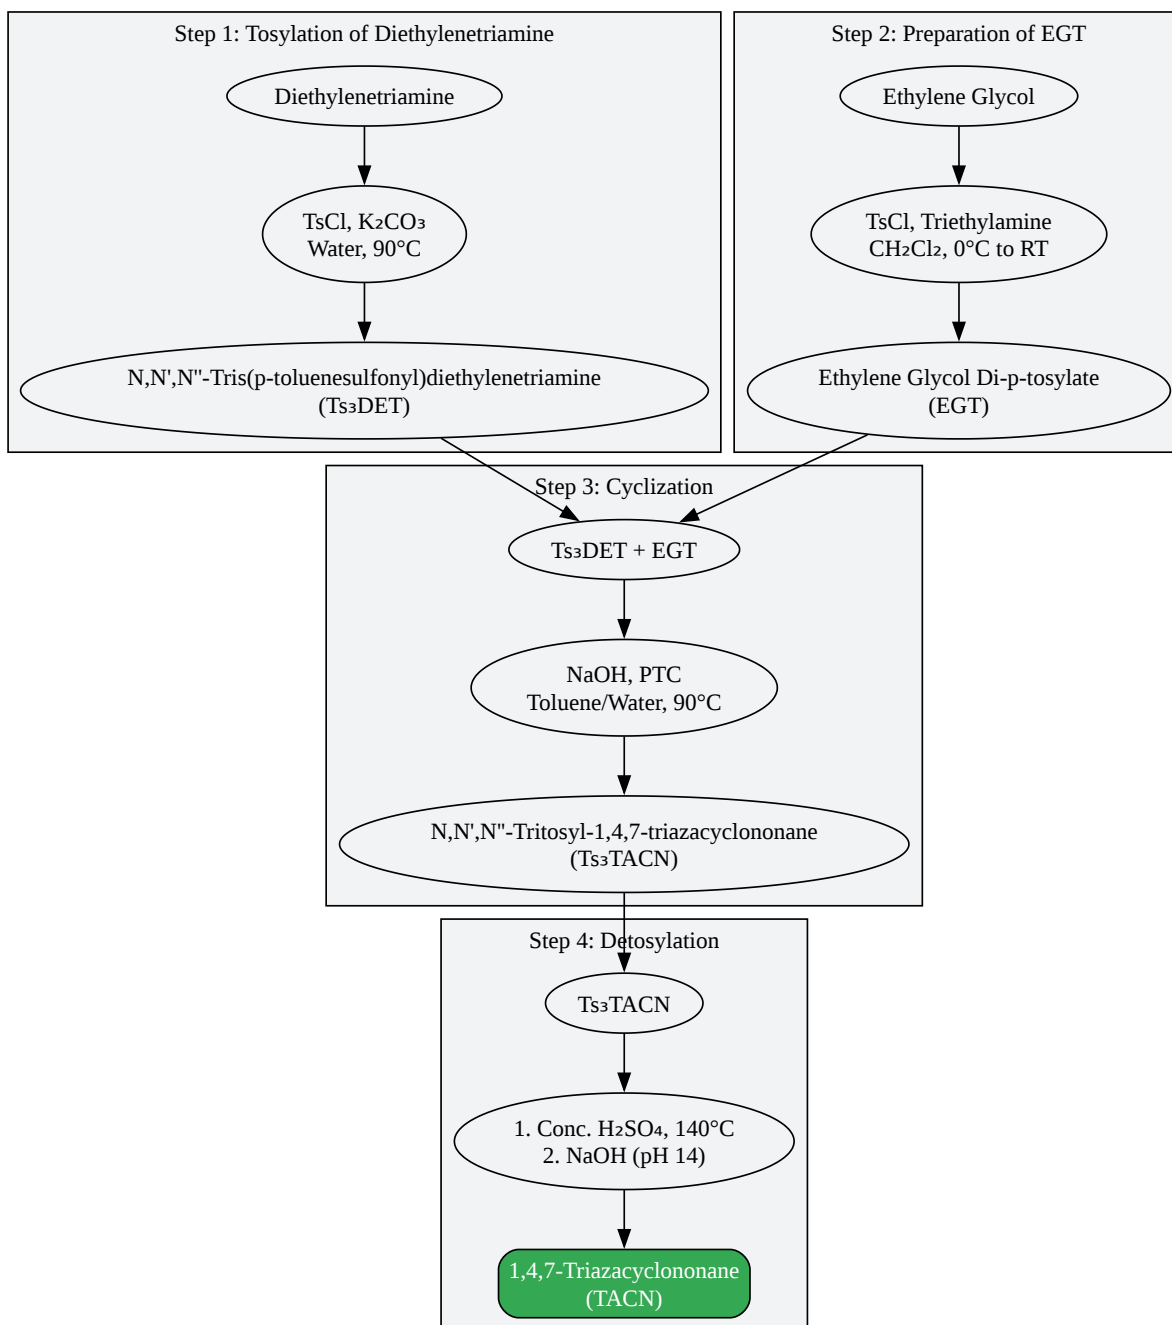 Step 1: Tosylation of Diethylenetriamine
Diethylenetriamine
TsCl, K₂CO₃
Water, 90°C
N,N',N''-Tris(p-toluenesulfonyl)diethylenetriamine
(Ts₃DET)
Step 2: Preparation of EGT
Ethylene Glycol
TsCl, Triethylamine
CH₂Cl₂, 0°C to RT
Ethylene Glycol Di-p-tosylate
(EGT)
Step 3: Cyclization
Ts₃DET + EGT
NaOH, PTC
Toluene/Water, 90°C
N,N',N''-Tritosyl-1,4,7-triazacyclononane
(Ts₃TACN)
Step 4: Detosylation
Ts₃TACN
1. Conc. H₂SO₄, 140°C
2. NaOH (pH 14)
1,4,7-Triazacyclononane
(TACN)